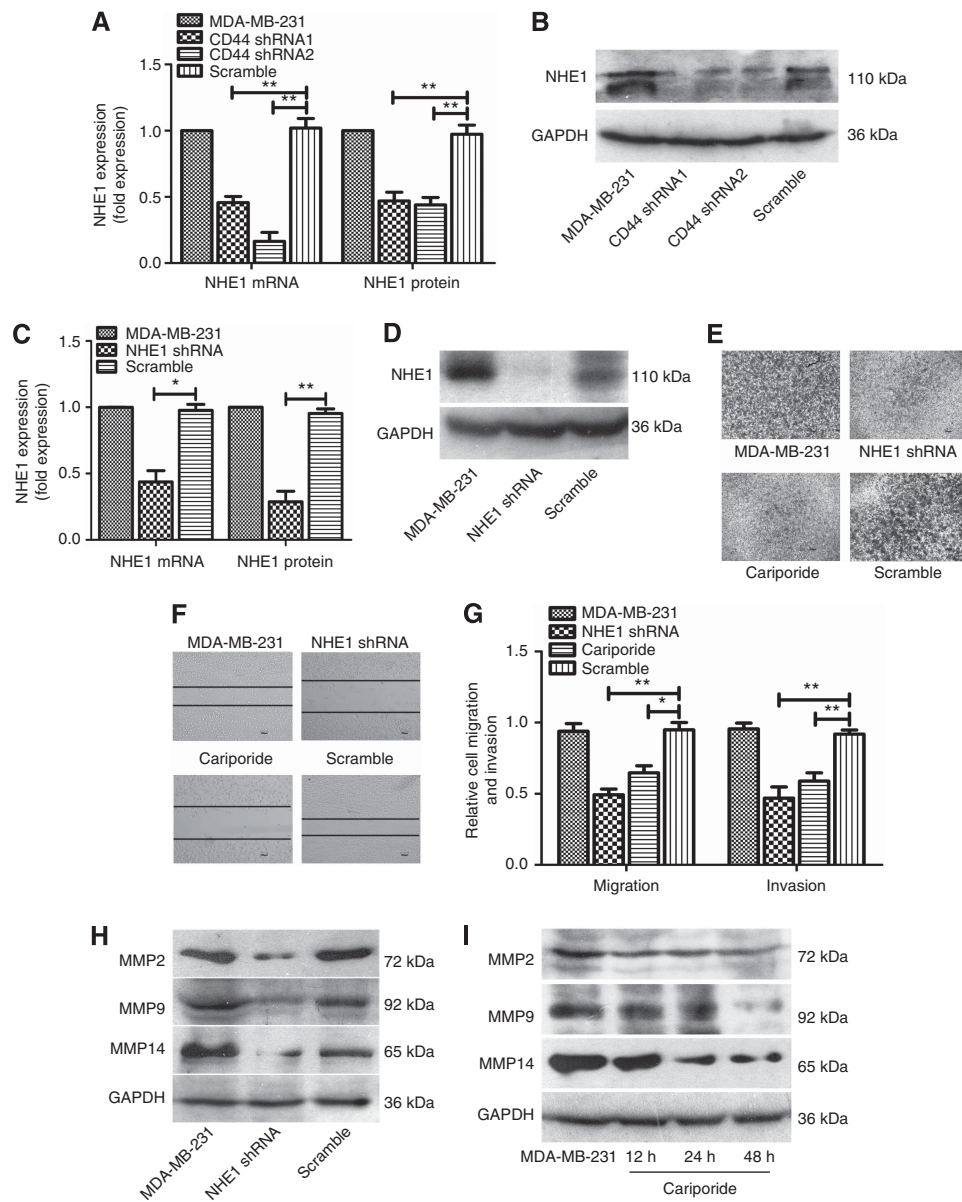 A
MDA-MB-231
CD44 shRNA1
CD44 shRNA2
Scramble
NHE1 expression
(fold expression)
1.5
1.0
0.5
0.0
**
**
**
**
NHE1 mRNA
NHE1 protein
B
NHE1
110 kDa
GAPDH
36 kDa
MDA-MB-231
CD44 shRNA1
CD44 shRNA2
Scramble
C
MDA-MB-231
NHE1 shRNA
Scramble
NHE1 expression
(fold expression)
1.5
1.0
0.5
0.0
*
**
NHE1 mRNA
NHE1 protein
D
NHE1
110 kDa
GAPDH
36 kDa
MDA-MB-231
NHE1 shRNA
Scramble
E
MDA-MB-231
NHE1 shRNA
Cariporide
Scramble
F
MDA-MB-231
NHE1 shRNA
Cariporide
Scramble
G
MDA-MB-231
NHE1 shRNA
Cariporide
Scramble
Relative cell migration
and invasion
1.5
1.0
0.5
0.0
**
*
**
**
Migration
Invasion
H
MMP2
72 kDa
MMP9
92 kDa
MMP14
65 kDa
GAPDH
36 kDa
MDA-MB-231
NHE1 shRNA
Scramble
I
MMP2
72 kDa
MMP9
92 kDa
MMP14
65 kDa
GAPDH
36 kDa
MDA-MB-231
12 h
24 h
48 h
Cariporide